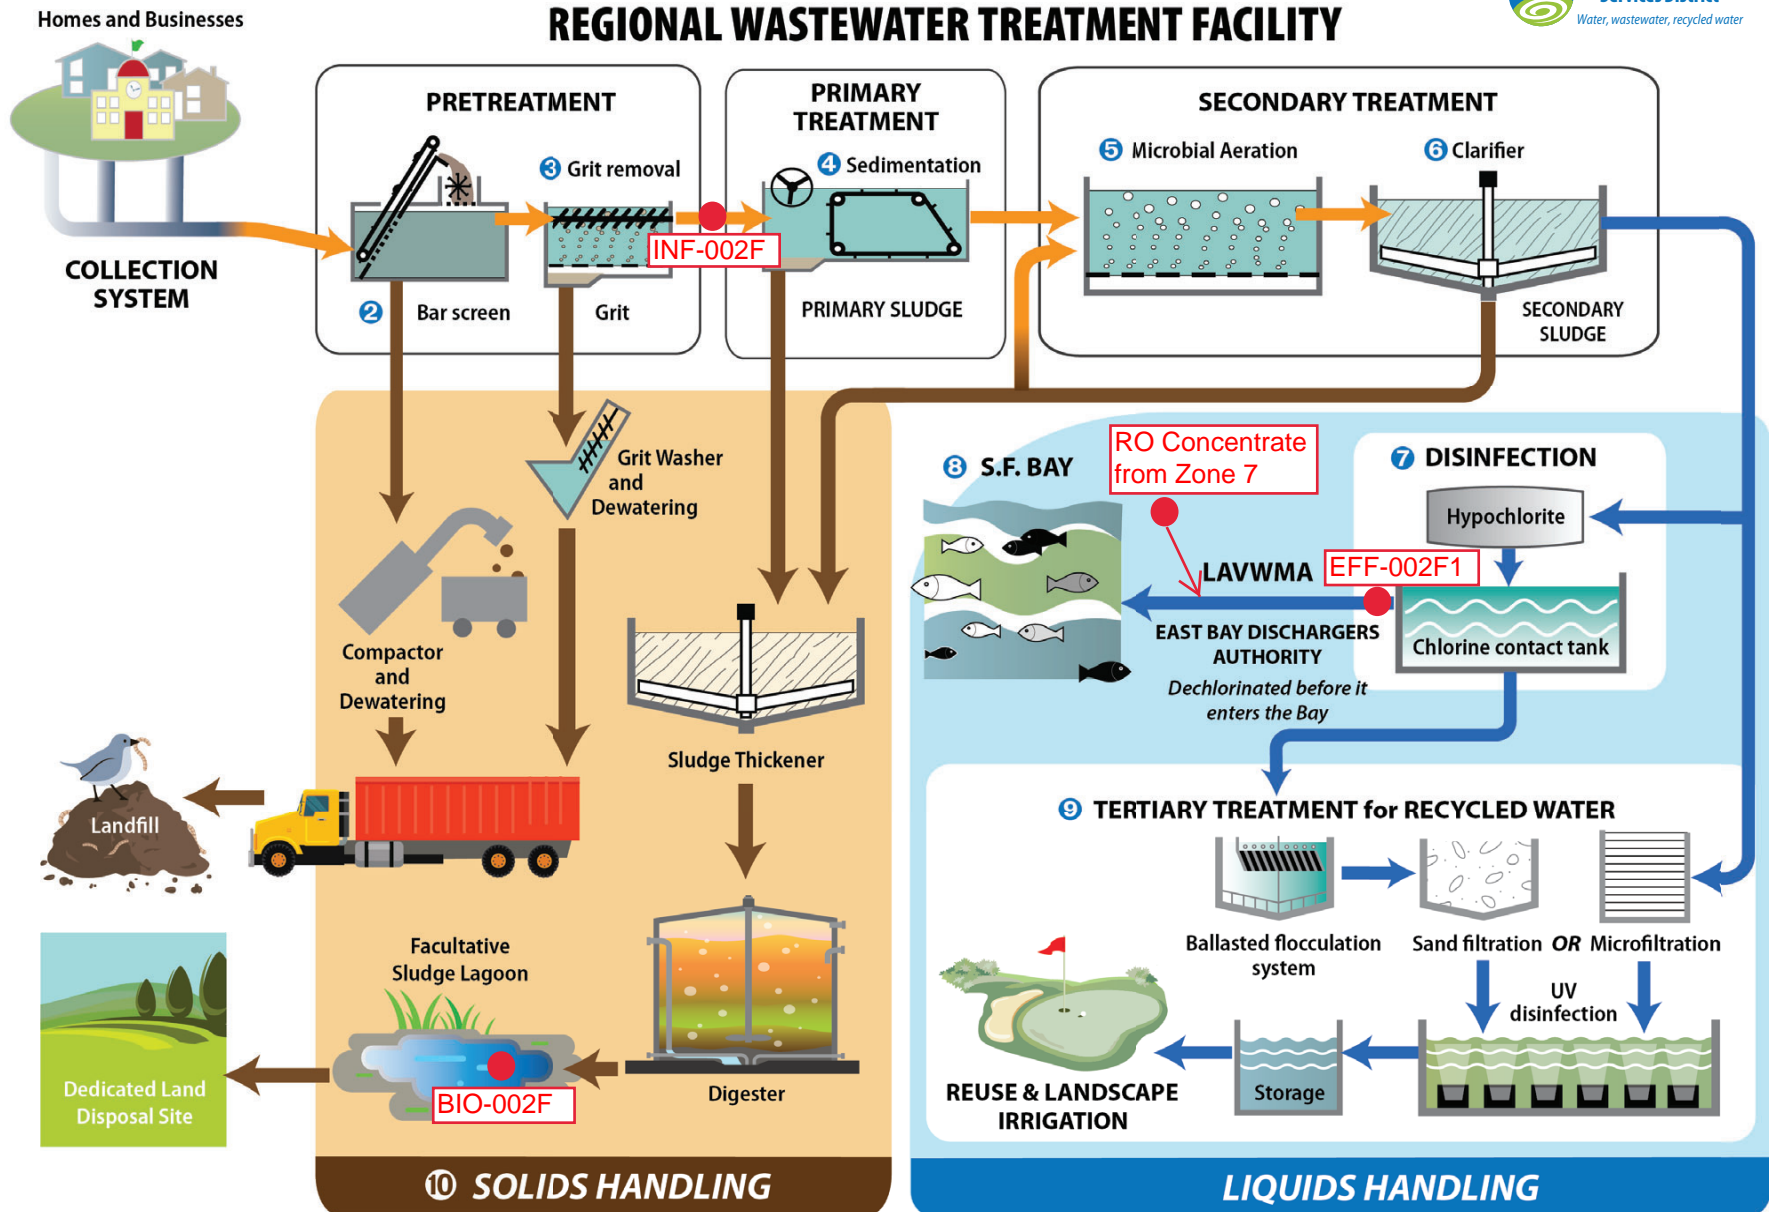 REGIONAL WASTEWATER TREATMENT FACILITY
Services District
Water, wastewater, recycled water
Homes and Businesses
COLLECTION
SYSTEM
PRETREATMENT
3 Grit removal
INF-002F
2 Bar screen
Grit
PRIMARY
TREATMENT
4 Sedimentation
PRIMARY SLUDGE
SECONDARY TREATMENT
5 Microbial Aeration
6 Clarifier
SECONDARY
SLUDGE
Grit Washer
and
Dewatering
Compactor
and
Dewatering
Sludge Thickener
Landfill
Facultative
Sludge Lagoon
BIO-002F
Digester
Dedicated Land
Disposal Site
10 SOLIDS HANDLING
8 S.F. BAY
RO Concentrate
from Zone 7
7 DISINFECTION
Hypochlorite
LAVWMA
EFF-002F1
Chlorine contact tank
EAST BAY DISCHARGERS
AUTHORITY
Dechlorinated before it
enters the Bay
9 TERTIARY TREATMENT for RECYCLED WATER
Ballasted flocculation
system
Sand filtration OR Microfiltration
UV
disinfection
Storage
REUSE & LANDSCAPE
IRRIGATION
LIQUIDS HANDLING